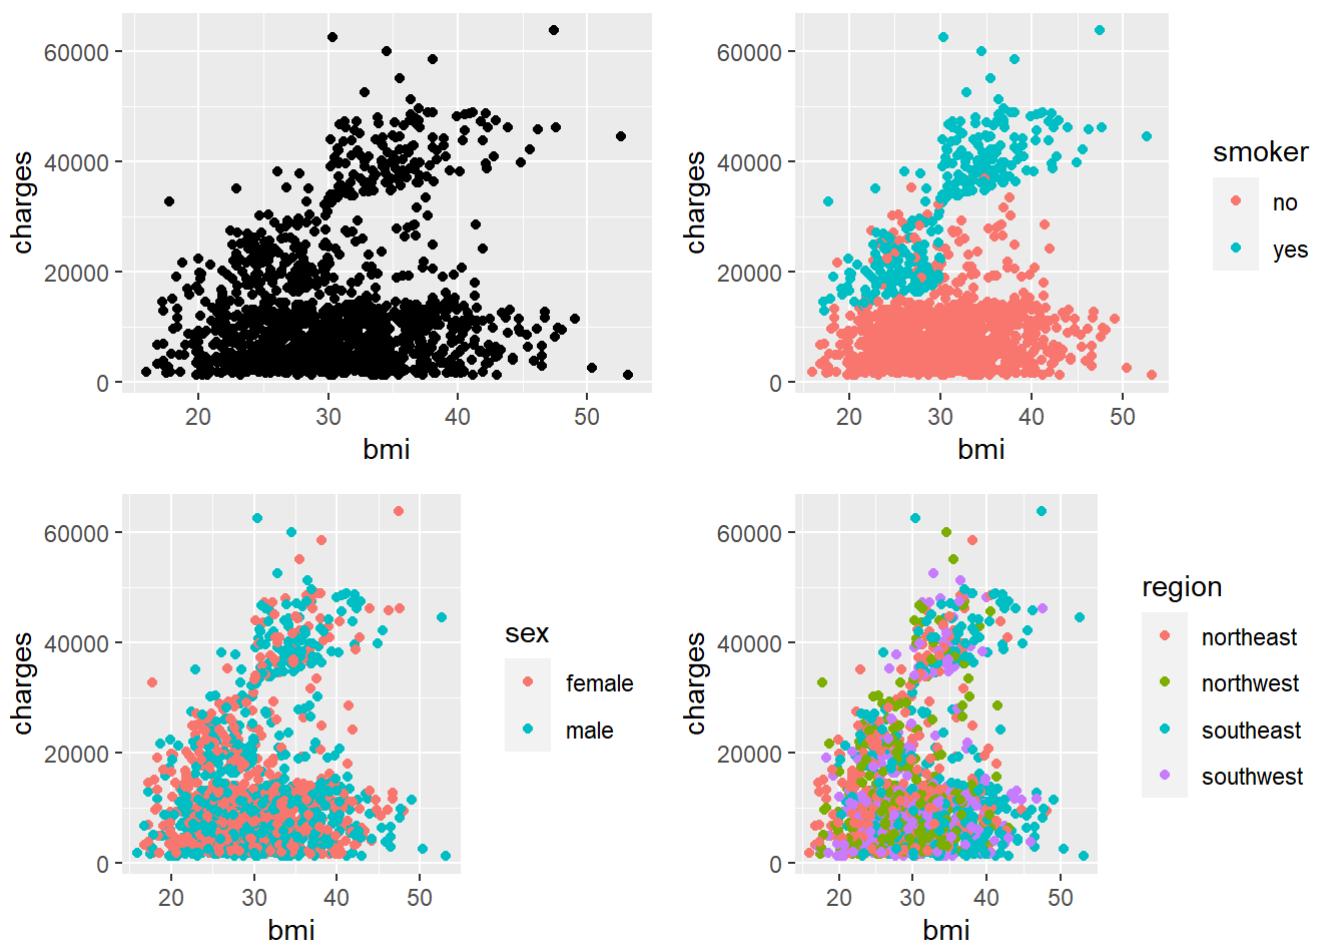 60000
40000
20000
0
charges
20 30 40 50
bmi
60000
40000
20000
0
charges
20 30 40 50
bmi
smoker
no
yes
60000
40000
20000
0
charges
20 30 40 50
bmi
sex
female
male
60000
40000
20000
0
charges
20 30 40 50
bmi
region
northeast
northwest
southeast
southwest